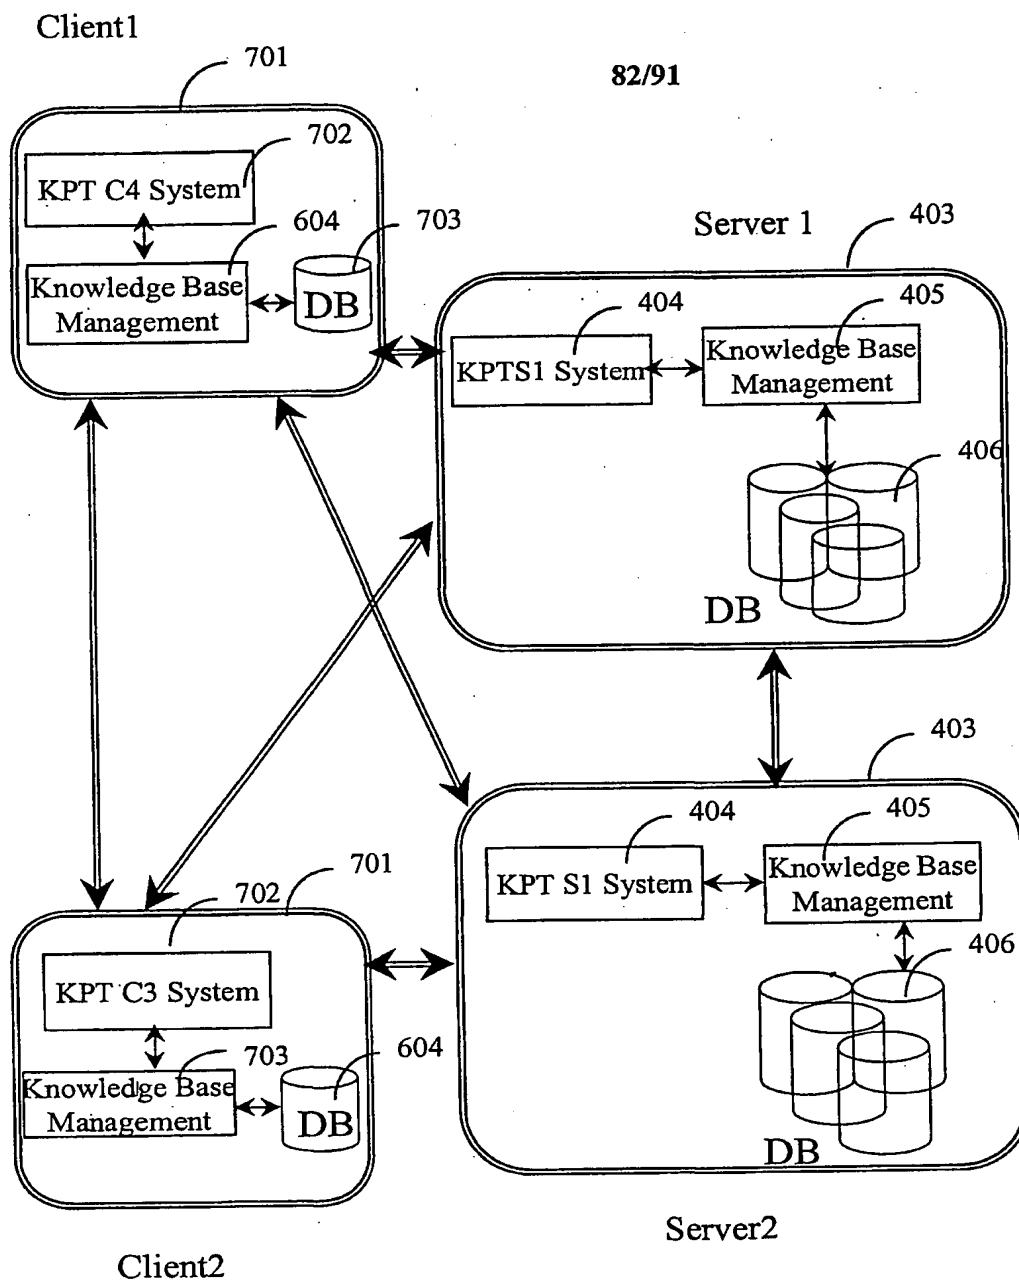 Client1
701
82/91
702
KPT C4 System
604
703
Knowledge Base
Management
DB
Server 1
403
404
405
KPTS1 System
Knowledge Base
Management
406
DB
403
404
405
KPT S1 System
Knowledge Base
Management
406
DB
701
702
KPT C3 System
703
604
Knowledge Base
Management
DB
Server2
Client2